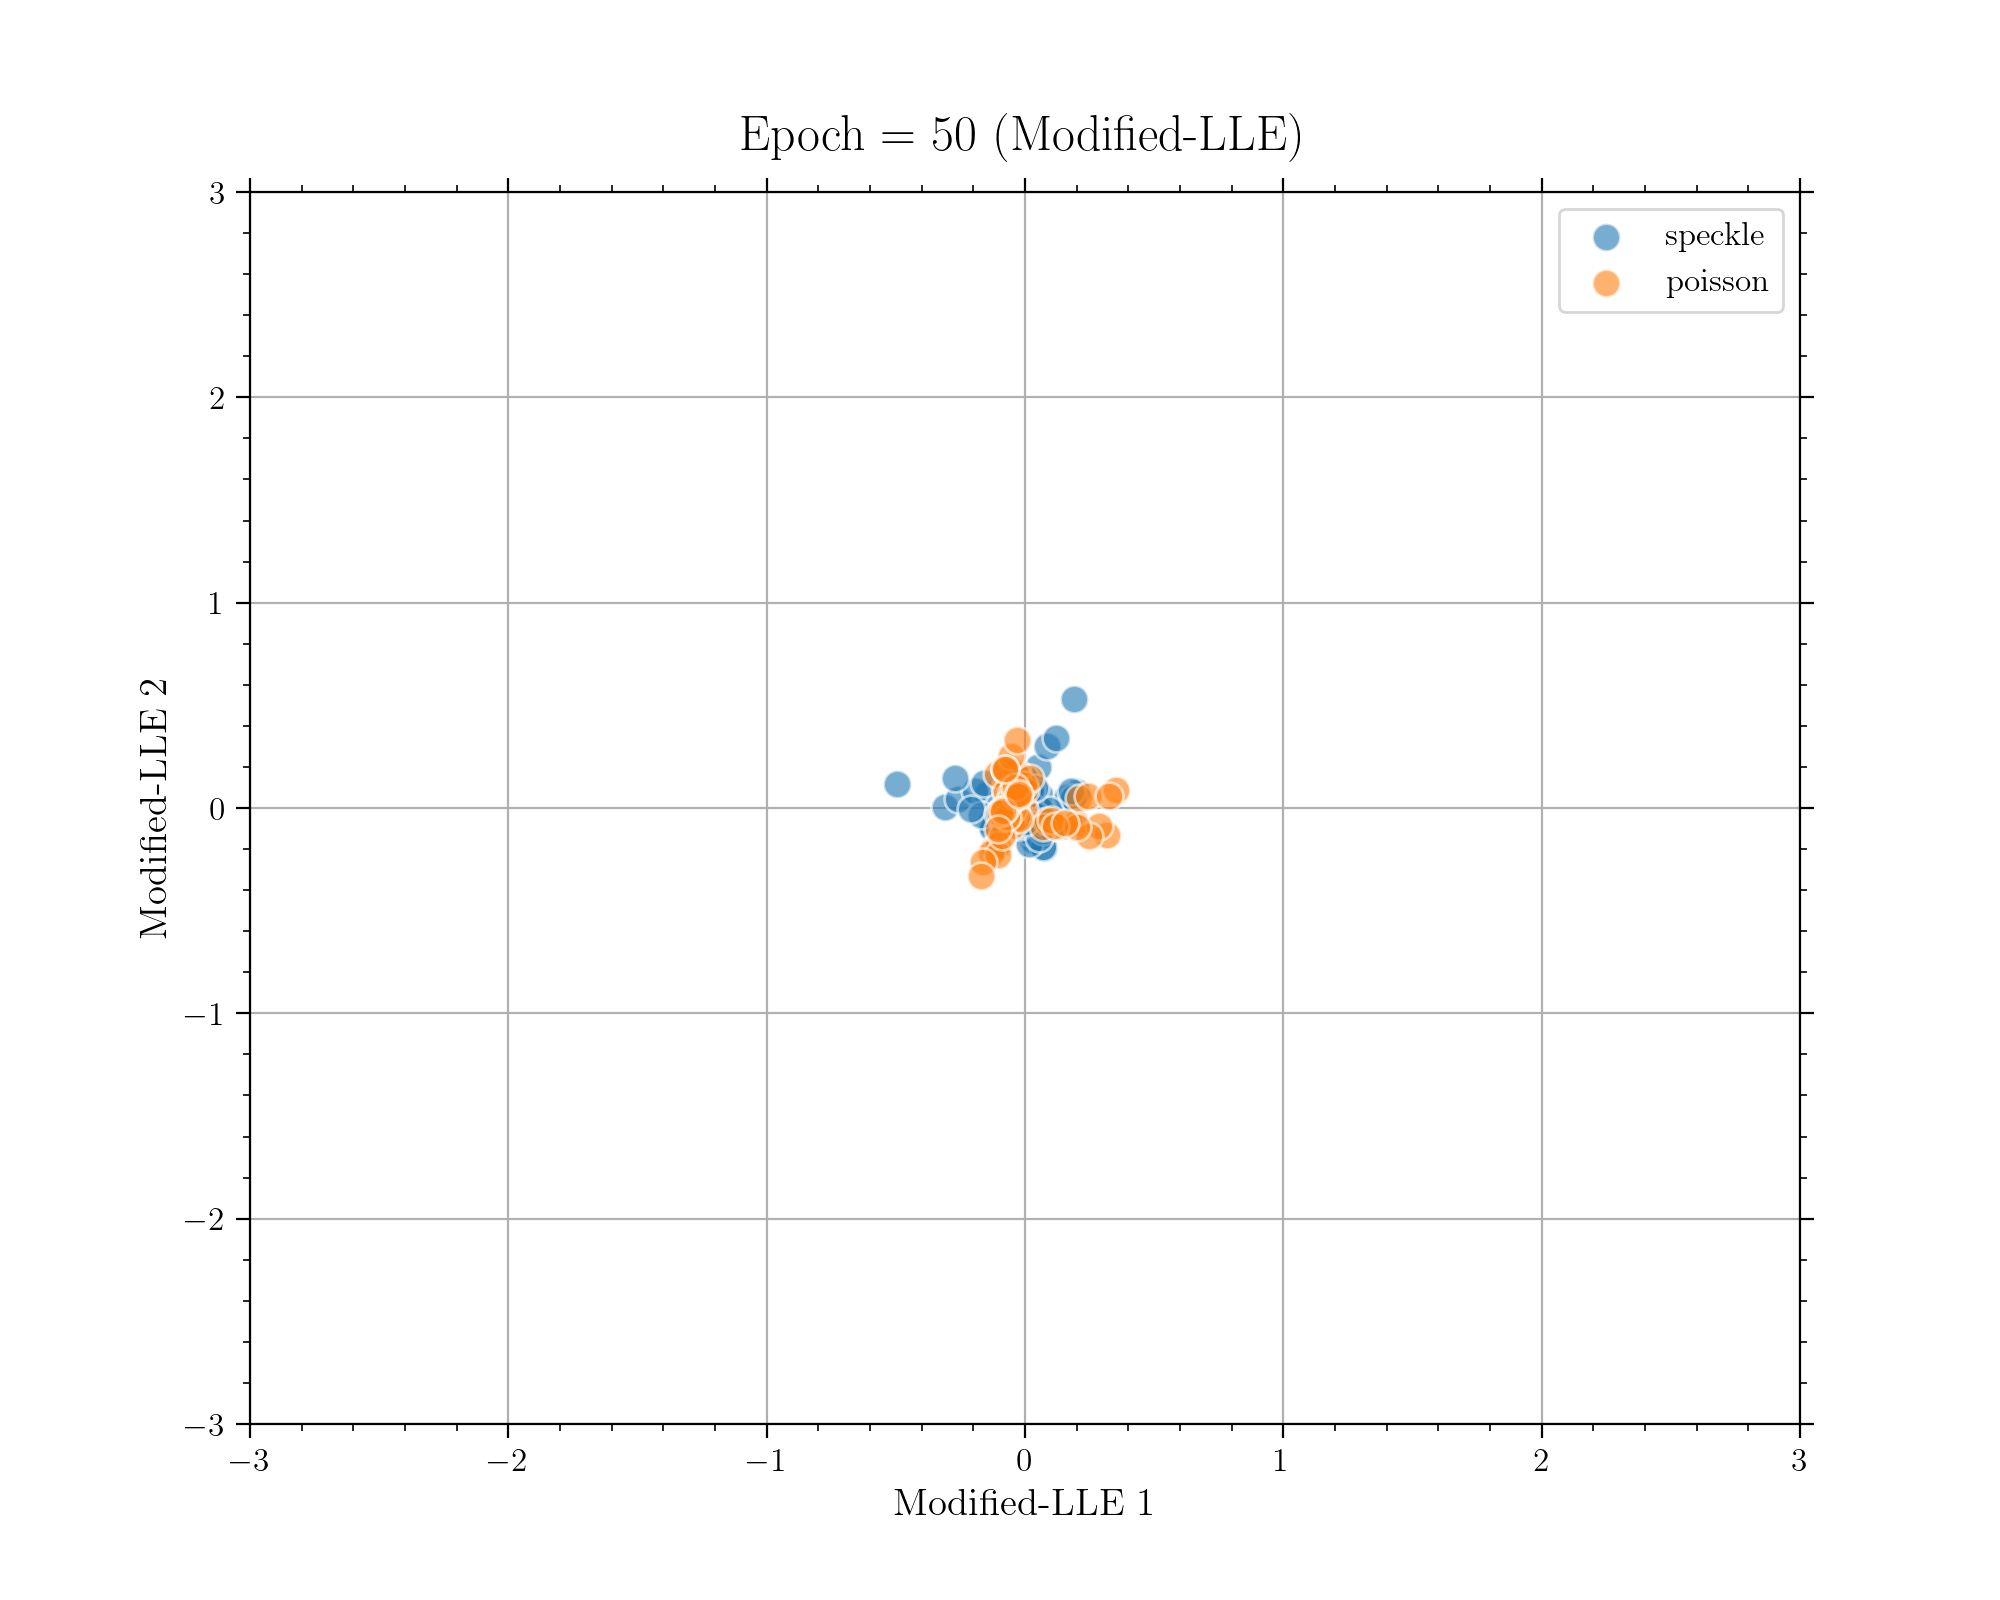 Epoch = 50 (Modified-LLE)
speckle
poisson
3
2
1
0
−1
−2
−3
Modified-LLE 2
−3
−2
−1
0
1
2
3
Modified-LLE 1